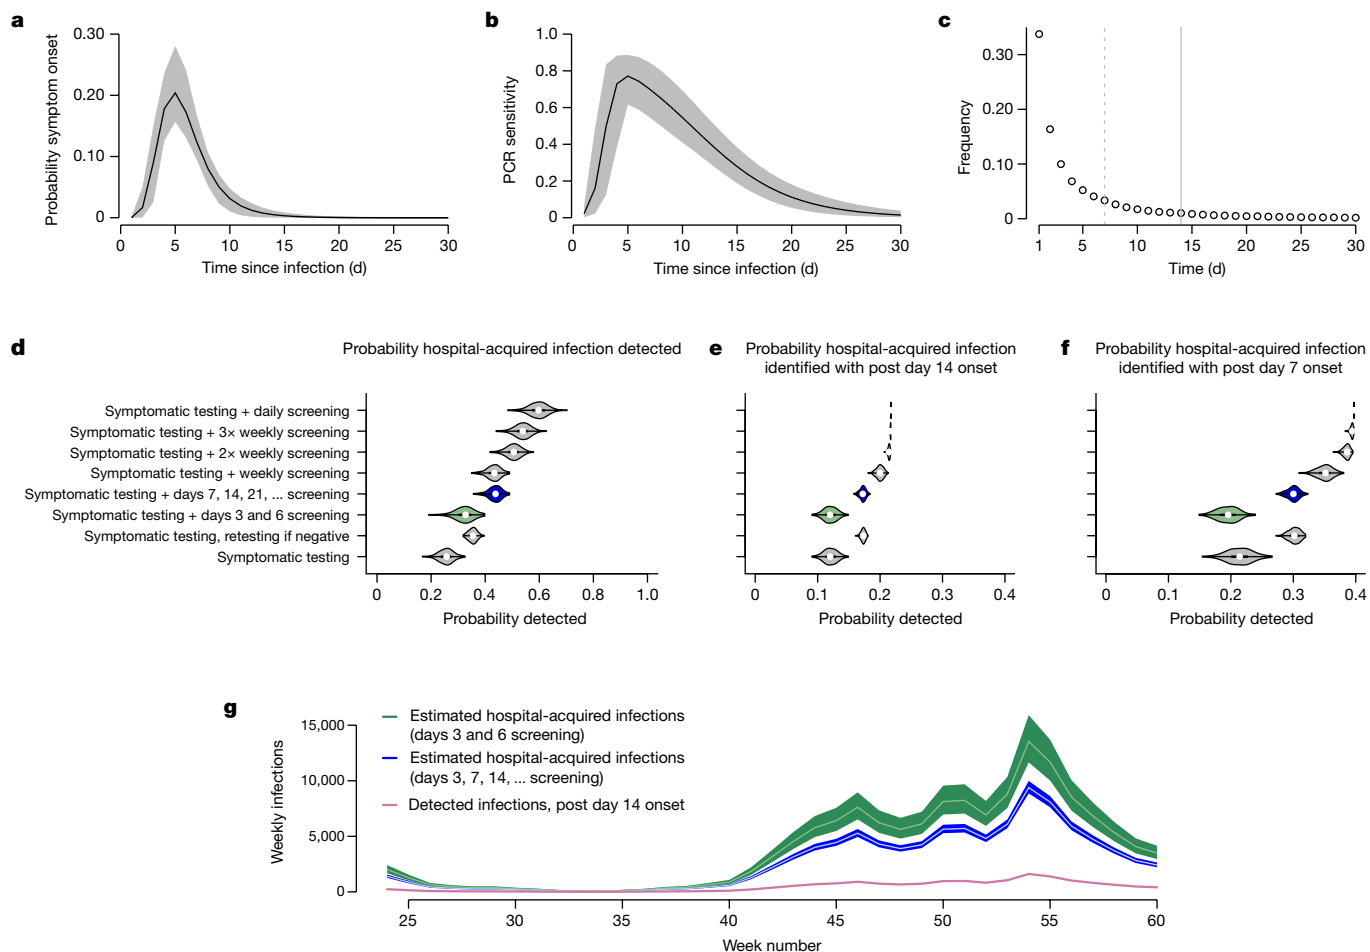 a
Probability symptom onset
0.30
0.20
0.10
0
0 5 10 15 20 25 30
Time since infection (d)
b
PCR sensitivity
1.0
0.8
0.6
0.4
0.2
0
0 5 10 15 20 25 30
Time since infection (d)
c
Frequency
0.30
0.20
0.10
0
1 5 10 15 20 25 30
Time (d)
d
Probability hospital-acquired infection detected
Symptomatic testing + daily screening
Symptomatic testing + 3× weekly screening
Symptomatic testing + 2× weekly screening
Symptomatic testing + weekly screening
Symptomatic testing + days 7, 14, 21, ... screening
Symptomatic testing + days 3 and 6 screening
Symptomatic testing, retesting if negative
Symptomatic testing
0 0.2 0.4 0.6 0.8 1.0
Probability detected
e
Probability hospital-acquired infection
identified with post day 14 onset
0 0.1 0.2 0.3 0.4
Probability detected
f
Probability hospital-acquired infection
identified with post day 7 onset
0 0.1 0.2 0.3 0.4
Probability detected
g
Weekly infections
15,000
10,000
5,000
0
Estimated hospital-acquired infections
(days 3 and 6 screening)
Estimated hospital-acquired infections
(days 3, 7, 14, ... screening)
Detected infections, post day 14 onset
25 30 35 40 45 50 55 60
Week number